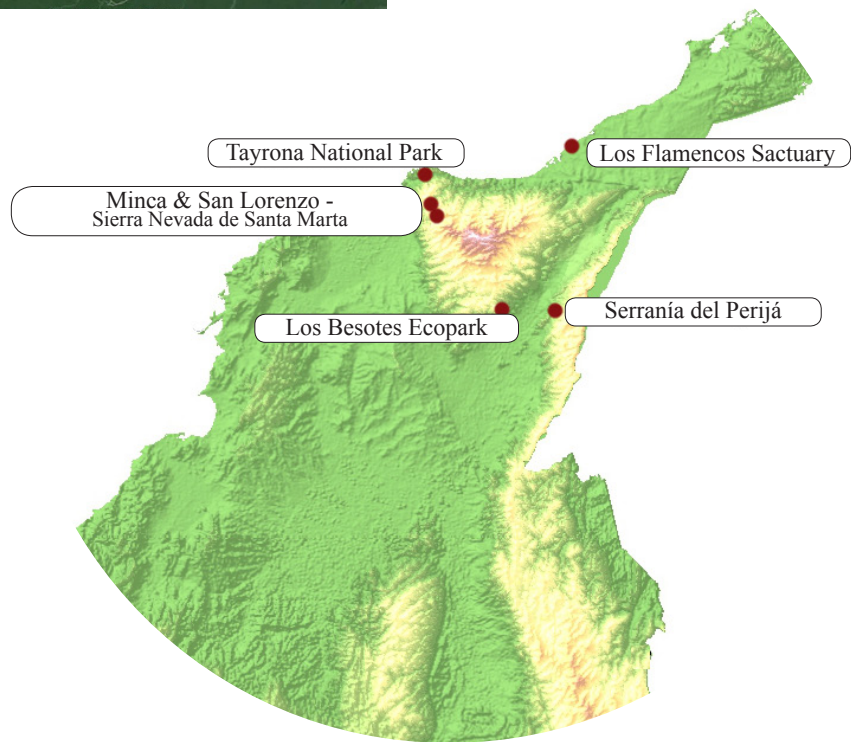 Tayrona National Park
Los Flamencos Sactuary
Minca & San Lorenzo -
Sierra Nevada de Santa Marta
Los Besotes Ecopark
Serranía del Perijá